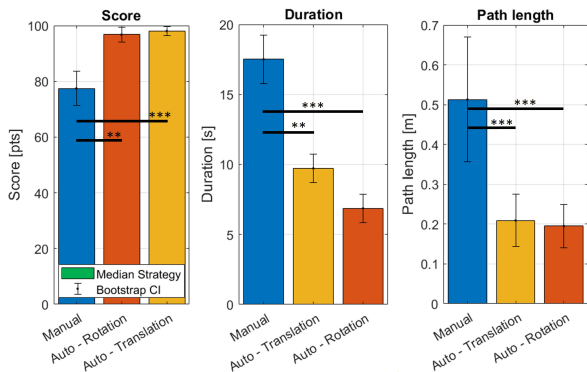 Score
Duration
Path length
Score [pts]
100
80
60
40
20
0
***
**
Median Strategy
Bootstrap CI
Manual
Auto - Rotation
Auto - Translation
Duration [s]
20
15
10
5
0
***
**
Manual
Auto - Translation
Auto - Rotation
Path length [m]
0.7
0.6
0.5
0.4
0.3
0.2
0.1
0
***
***
Manual
Auto - Translation
Auto - Rotation